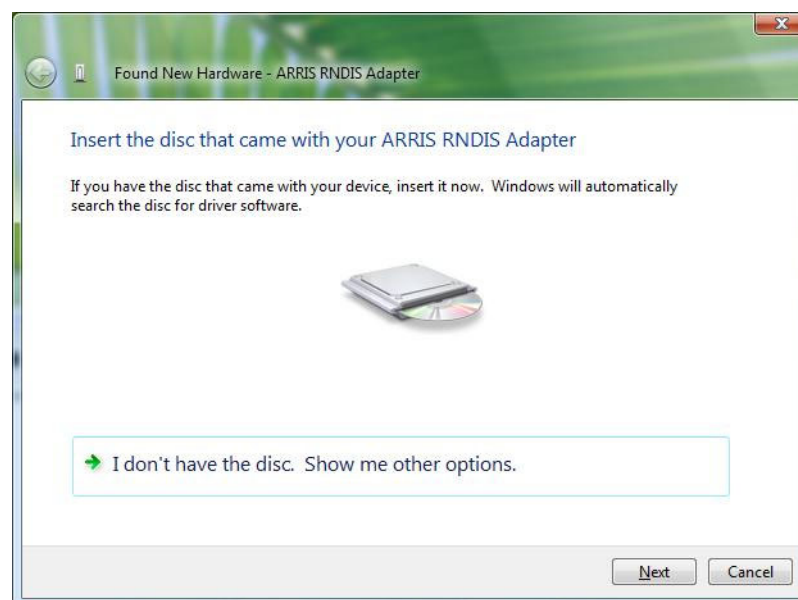 Found New Hardware - ARRIS RNDIS Adapter
Insert the disc that came with your ARRIS RNDIS Adapter
If you have the disc that came with your device, insert it now. Windows will automatically
search the disc for driver software.
I don't have the disc. Show me other options.
Next
Cancel